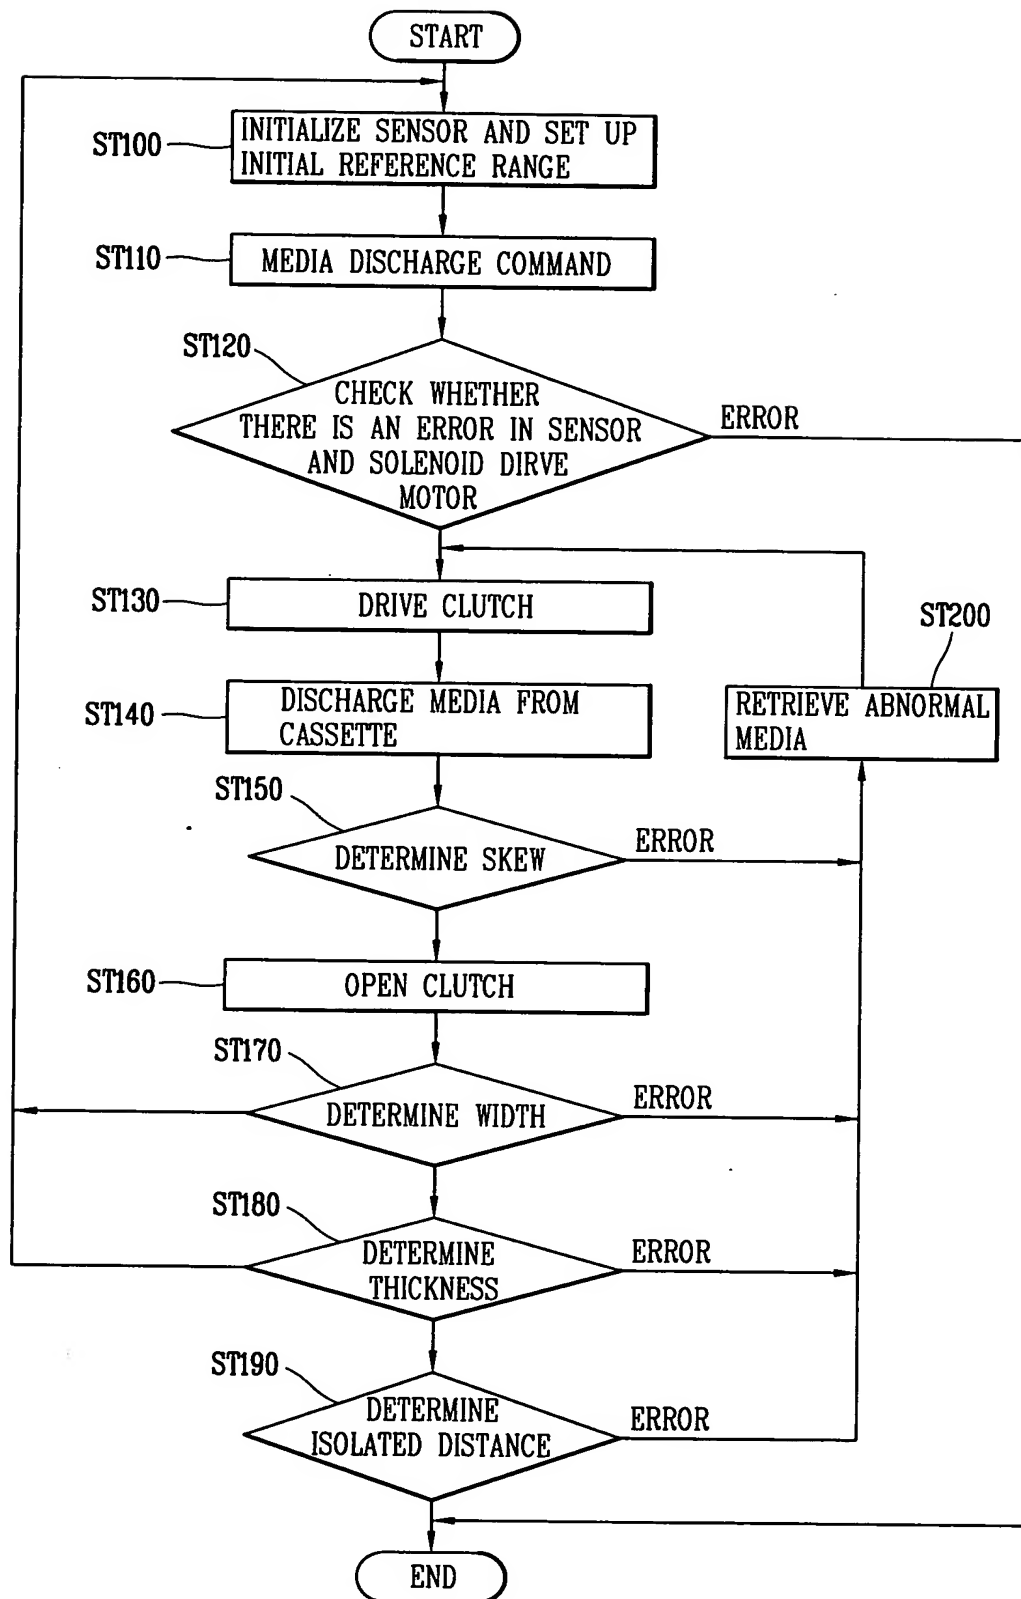 START
ST100
INITIALIZE SENSOR AND SET UP
INITIAL REFERENCE RANGE
ST110
MEDIA DISCHARGE COMMAND
ST120
CHECK WHETHER
THERE IS AN ERROR IN SENSOR
AND SOLENOID DIRVE
MOTOR
ERROR
ST130
DRIVE CLUTCH
ST200
ST140
DISCHARGE MEDIA FROM
CASSETTE
RETRIEVE ABNORMAL
MEDIA
ST150
DETERMINE SKEW
ERROR
ST160
OPEN CLUTCH
ST170
DETERMINE WIDTH
ERROR
ST180
DETERMINE
THICKNESS
ERROR
ST190
DETERMINE
ISOLATED DISTANCE
ERROR
END